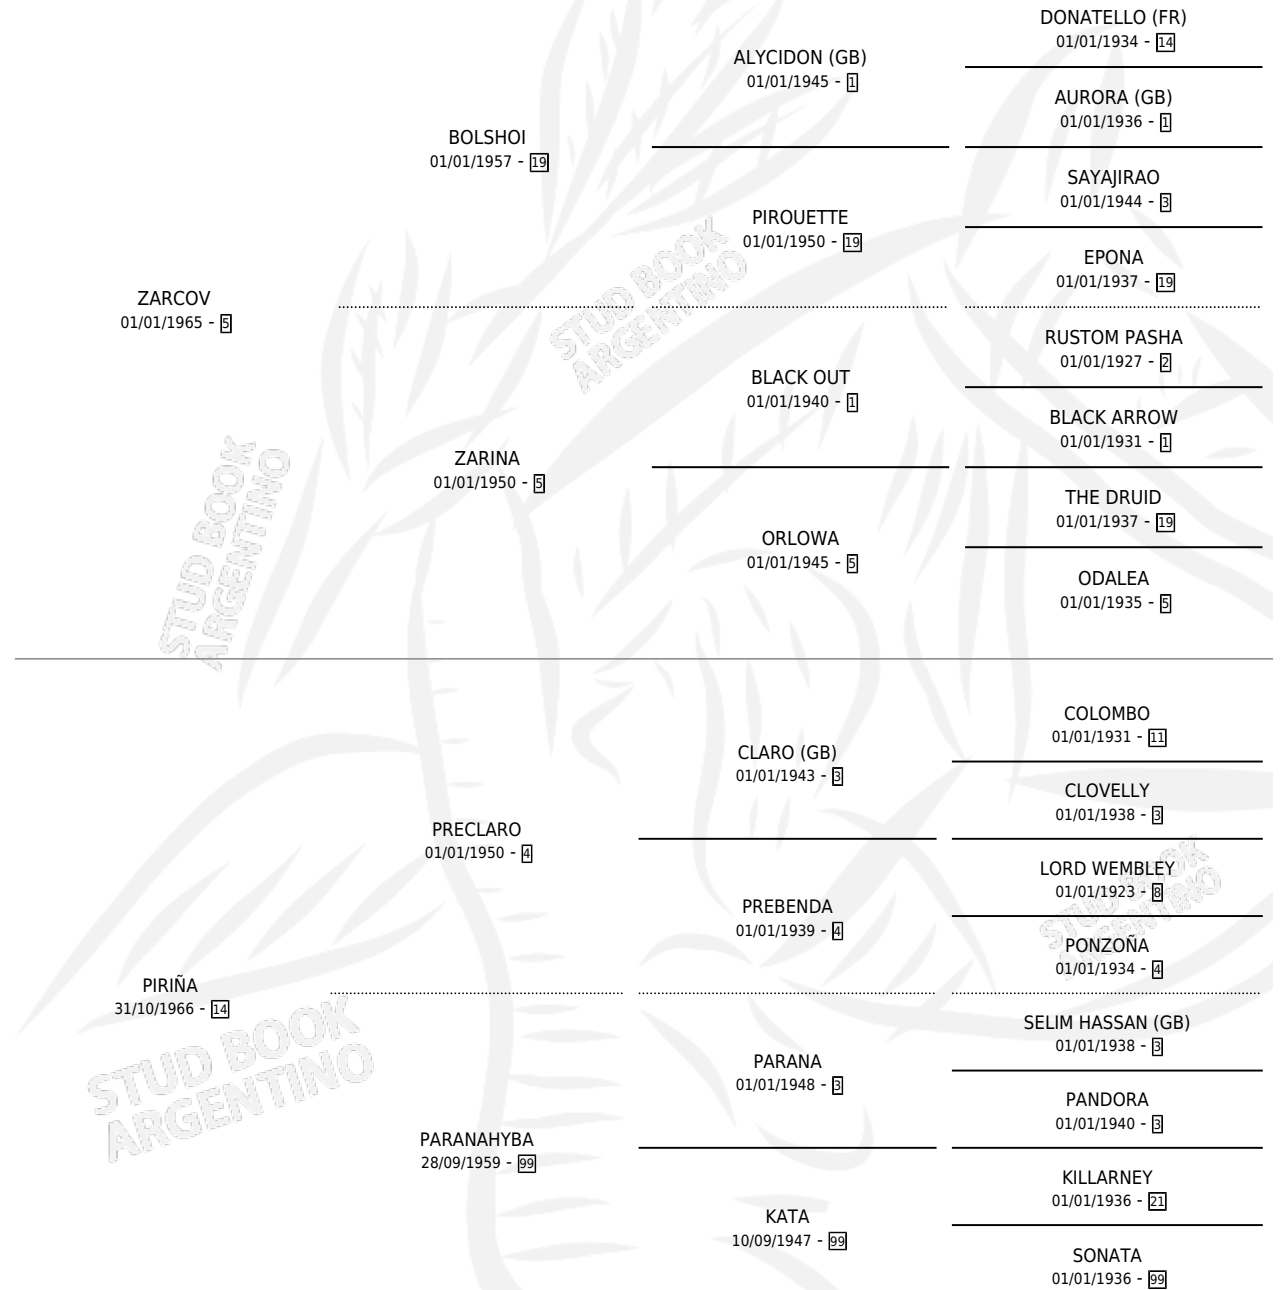 DONATELLO (FR)
01/01/1934 - 14
ALYCIDON (GB)
01/01/1945 - 1
AURORA (GB)
01/01/1936 - 1
BOLSHOI
01/01/1957 - 19
SAYAJIRAO
01/01/1944 - 3
PIROUETTE
01/01/1950 - 19
EPONA
01/01/1937 - 19
ZARCOV
01/01/1965 - 5
RUSTOM PASHA
01/01/1927 - 2
BLACK OUT
01/01/1940 - 1
BLACK ARROW
01/01/1931 - 1
ZARINA
01/01/1950 - 5
THE DRUID
01/01/1937 - 19
ORLOWA
01/01/1945 - 5
ODALEA
01/01/1935 - 5
COLOMBO
01/01/1931 - 11
CLARO (GB)
01/01/1943 - 3
CLOVELLY
01/01/1938 - 3
PRECLARO
01/01/1950 - 4
LORD WEMBLEY
01/01/1923 - 8
PREBENDA
01/01/1939 - 4
PONZOÑA
01/01/1934 - 4
PIRIÑA
31/10/1966 - 14
SELIM HASSAN (GB)
01/01/1938 - 3
PARANA
01/01/1948 - 3
PANDORA
01/01/1940 - 3
PARANAHYBA
28/09/1959 - 99
KILLARNEY
01/01/1936 - 21
KATA
10/09/1947 - 99
SONATA
01/01/1936 - 99
STUD BOOK
ARGENTINO
STUD BOOK
ARGENTINO
STUD BOOK
ARGENTINO
STUD BOOK
ARGENTINO